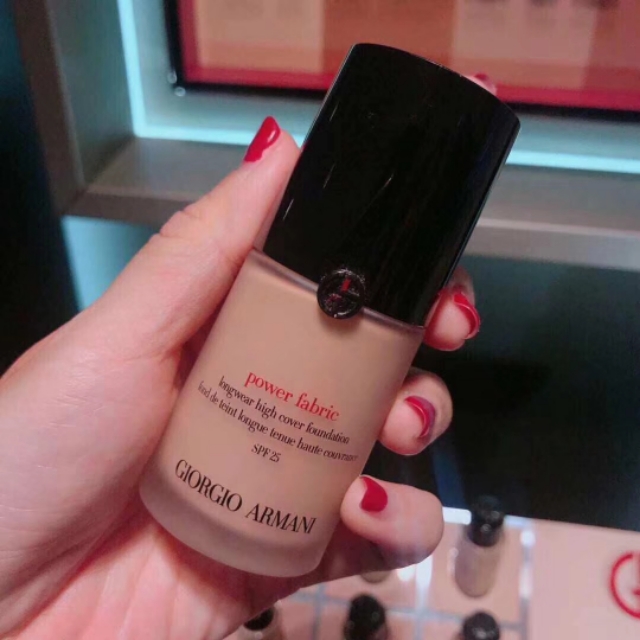 power fabric
longwear high cover foundation
fond de teint longue tenue haute couvrance
SPF 25
GIORGIO ARMANI